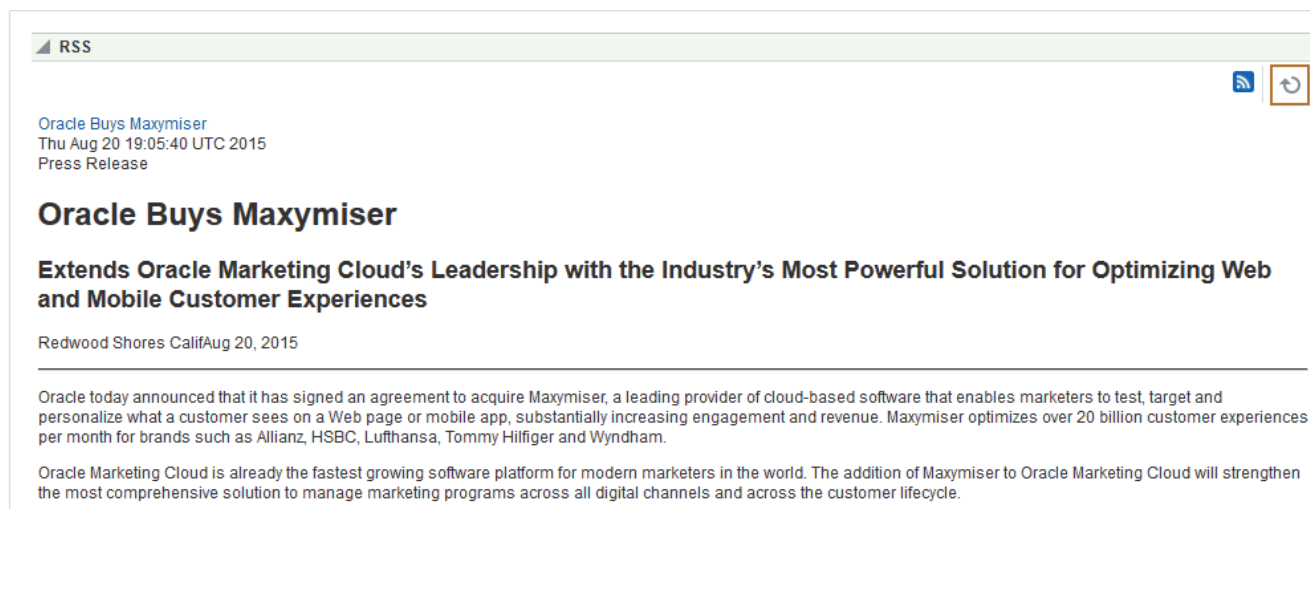 RSS
Oracle Buys Maxymiser
Thu Aug 20 19:05:40 UTC 2015
Press Release
Oracle Buys Maxymiser
Extends Oracle Marketing Cloud’s Leadership with the Industry’s Most Powerful Solution for Optimizing Web
and Mobile Customer Experiences
Redwood Shores CalifAug 20, 2015
Oracle today announced that it has signed an agreement to acquire Maxymiser, a leading provider of cloud-based software that enables marketers to test, target and
personalize what a customer sees on a Web page or mobile app, substantially increasing engagement and revenue. Maxymiser optimizes over 20 billion customer experiences
per month for brands such as Allianz, HSBC, Lufthansa, Tommy Hilfiger and Wyndham.
Oracle Marketing Cloud is already the fastest growing software platform for modern marketers in the world. The addition of Maxymiser to Oracle Marketing Cloud will strengthen
the most comprehensive solution to manage marketing programs across all digital channels and across the customer lifecycle.